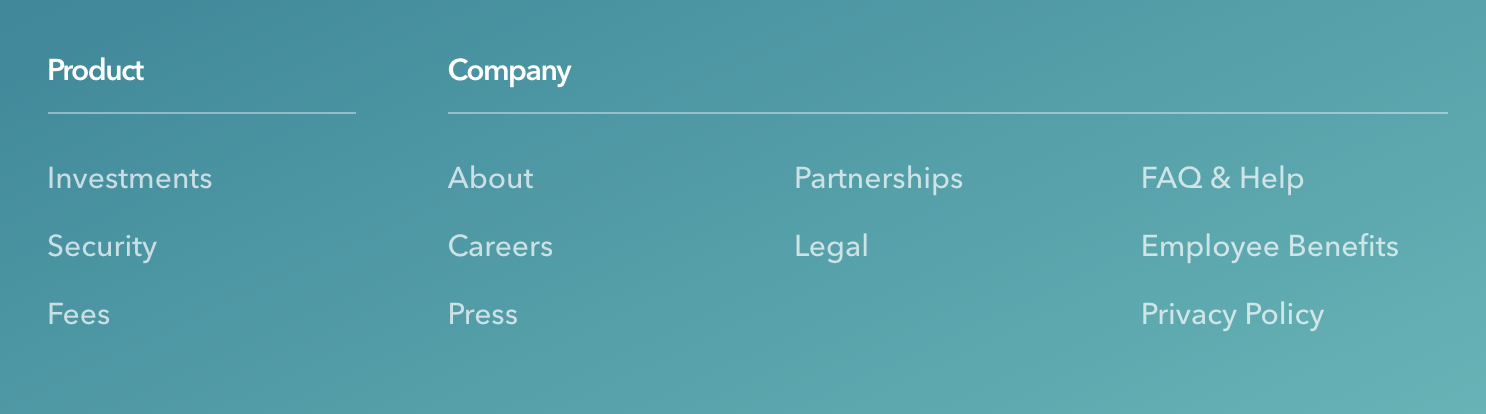 Product
Investments
Security
Fees
Company
About
Careers
Press
Partnerships
Legal
FAQ & Help
Employee Benefits
Privacy Policy